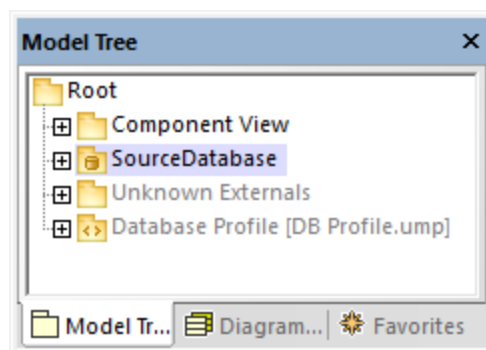 Model Tree
Root
Component View
SourceDatabase
Unknown Externals
Database Profile [DB Profile.ump]
Model Tr... Diagram... Favorites